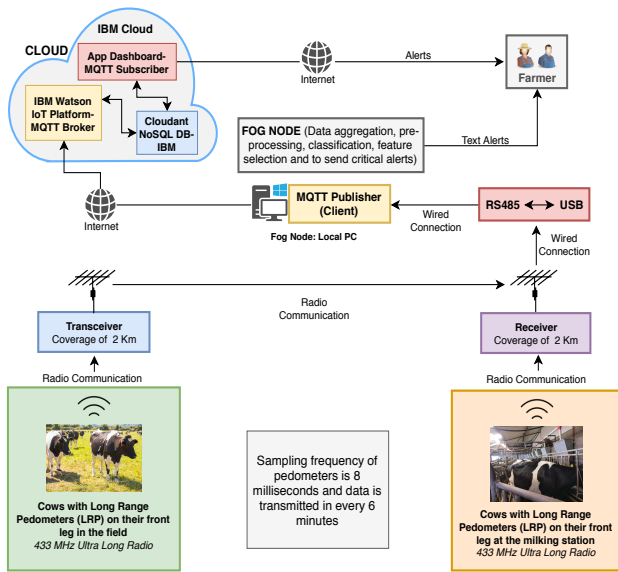 IBM Cloud
CLOUD
App Dashboard-
MQTT Subscriber
IBM Watson
IoT Platform-
MQTT Broker
Cloudant
NoSQL DB-
IBM
Internet
Alerts
Farmer
FOG NODE (Data aggregation, pre-
processing, classification, feature
selection and to send critical alerts)
Text Alerts
Internet
MQTT Publisher
(Client)
Fog Node: Local PC
Wired
Connection
RS485
USB
Wired
Connection
Radio
Communication
Transceiver
Coverage of 2 Km
Receiver
Coverage of 2 Km
Radio Communication
Radio Communication
Cows with Long Range
Pedometers (LRP) on their front
leg in the field
433 MHz Ultra Long Radio
Sampling frequency of
pedometers is 8
milliseconds and data is
transmitted in every 6
minutes
Cows with Long Range
Pedometers (LRP) on their front
leg at the milking station
433 MHz Ultra Long Radio